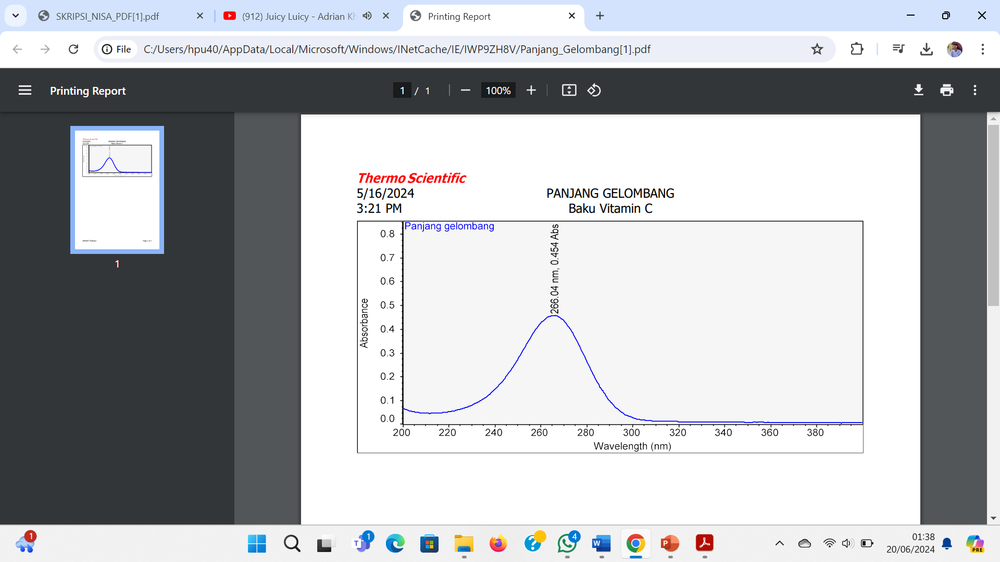 SKRIPSI_NISA_PDF[1].pdf
(912) Juicy Luicy - Adrian Kh
Printing Report
File
C:/Users/hpu40/AppData/Local/Microsoft/Windows/INetCache/IE/IWP9ZH8V/Panjang_Gelombang[1].pdf
Printing Report
1 / 1
100%
1
Thermo Scientific
5/16/2024
PANJANG GELOMBANG
3:21 PM
Baku Vitamin C
Panjang gelombang
266.04 nm, 0.454 Abs
Absorbance
0.8
0.7
0.6
0.5
0.4
0.3
0.2
0.1
0.0
200 220 240 260 280 300 320 340 360 380
Wavelength (nm)
1
1
4
01:38
20/06/2024
PRE